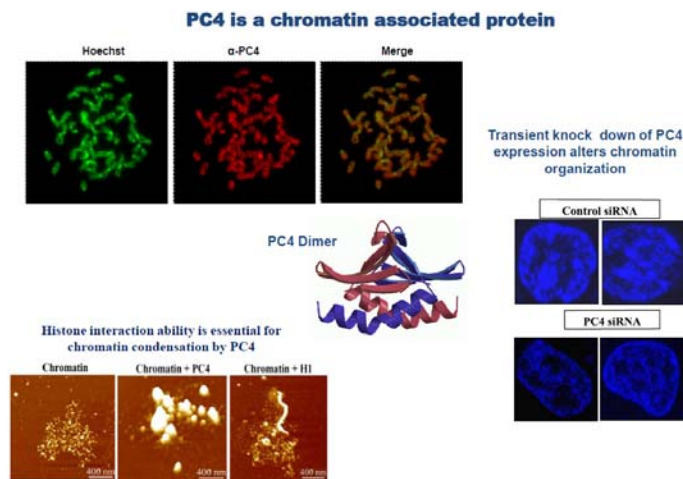 PC4 is a chromatin associated protein
Hoechst
α-PC4
Merge
Transient knock down of PC4
expression alters chromatin
organization
Control siRNA
PC4 siRNA
PC4 Dimer
Histone interaction ability is essential for
chromatin condensation by PC4
Chromatin
Chromatin + PC4
Chromatin + H1
400 nm
400 nm
400 nm